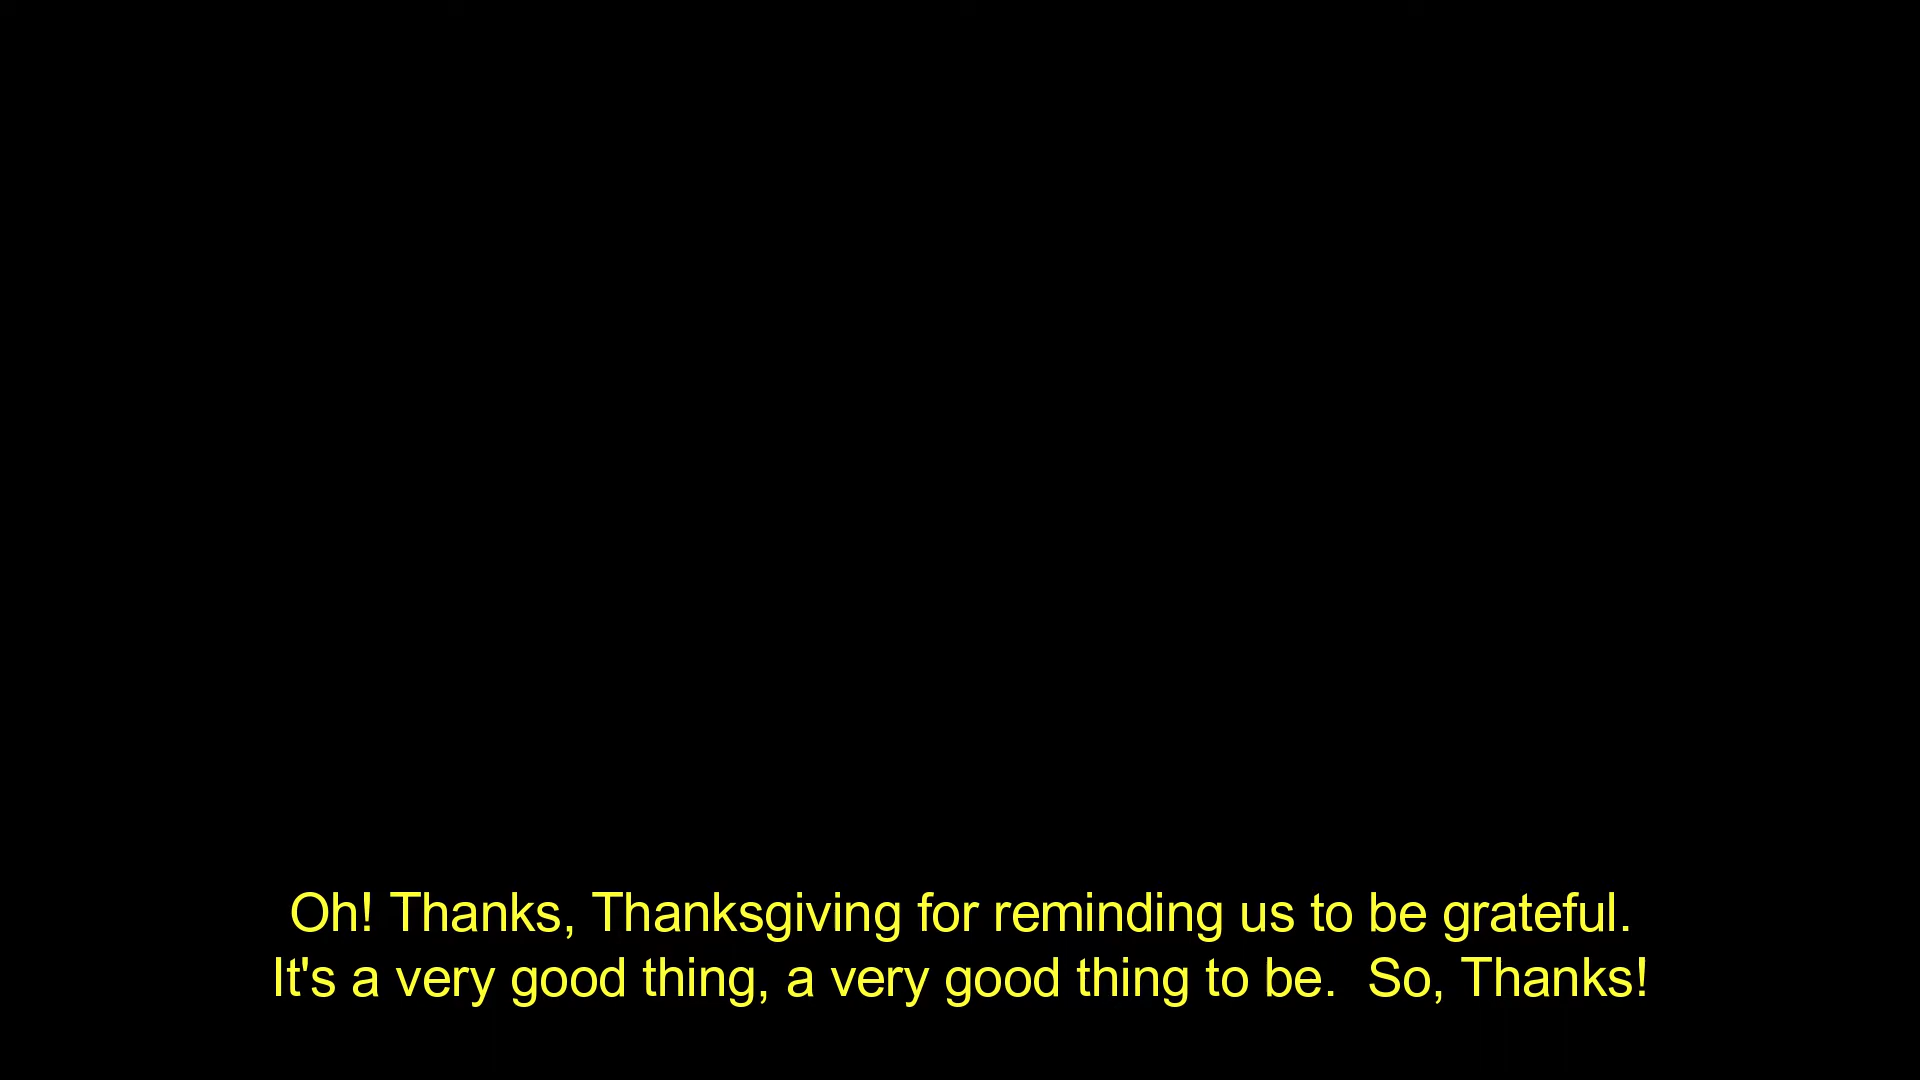 Oh! Thanks, Thanksgiving for reminding us to be grateful.
It's a very good thing, a very good thing to be.  So, Thanks!